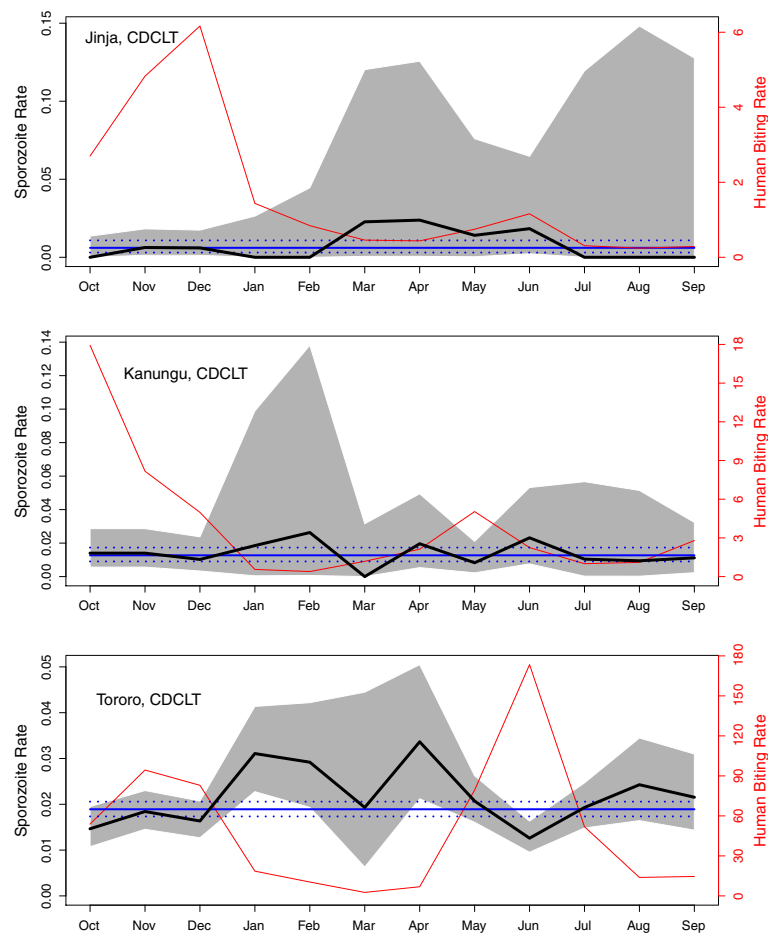 Jinja, CDCLT
Sporozoite Rate
0.00 0.05 0.10 0.15
0 2 4 6
Human Biting Rate
Oct Nov Dec Jan Feb Mar Apr May Jun Jul Aug Sep
Kanungu, CDCLT
Sporozoite Rate
0.00 0.02 0.04 0.06 0.08 0.10 0.12 0.14
0 3 6 9 12 15 18
Human Biting Rate
Oct Nov Dec Jan Feb Mar Apr May Jun Jul Aug Sep
Tororo, CDCLT
Sporozoite Rate
0.00 0.01 0.02 0.03 0.04 0.05
0 30 60 90 120 150 180
Human Biting Rate
Oct Nov Dec Jan Feb Mar Apr May Jun Jul Aug Sep